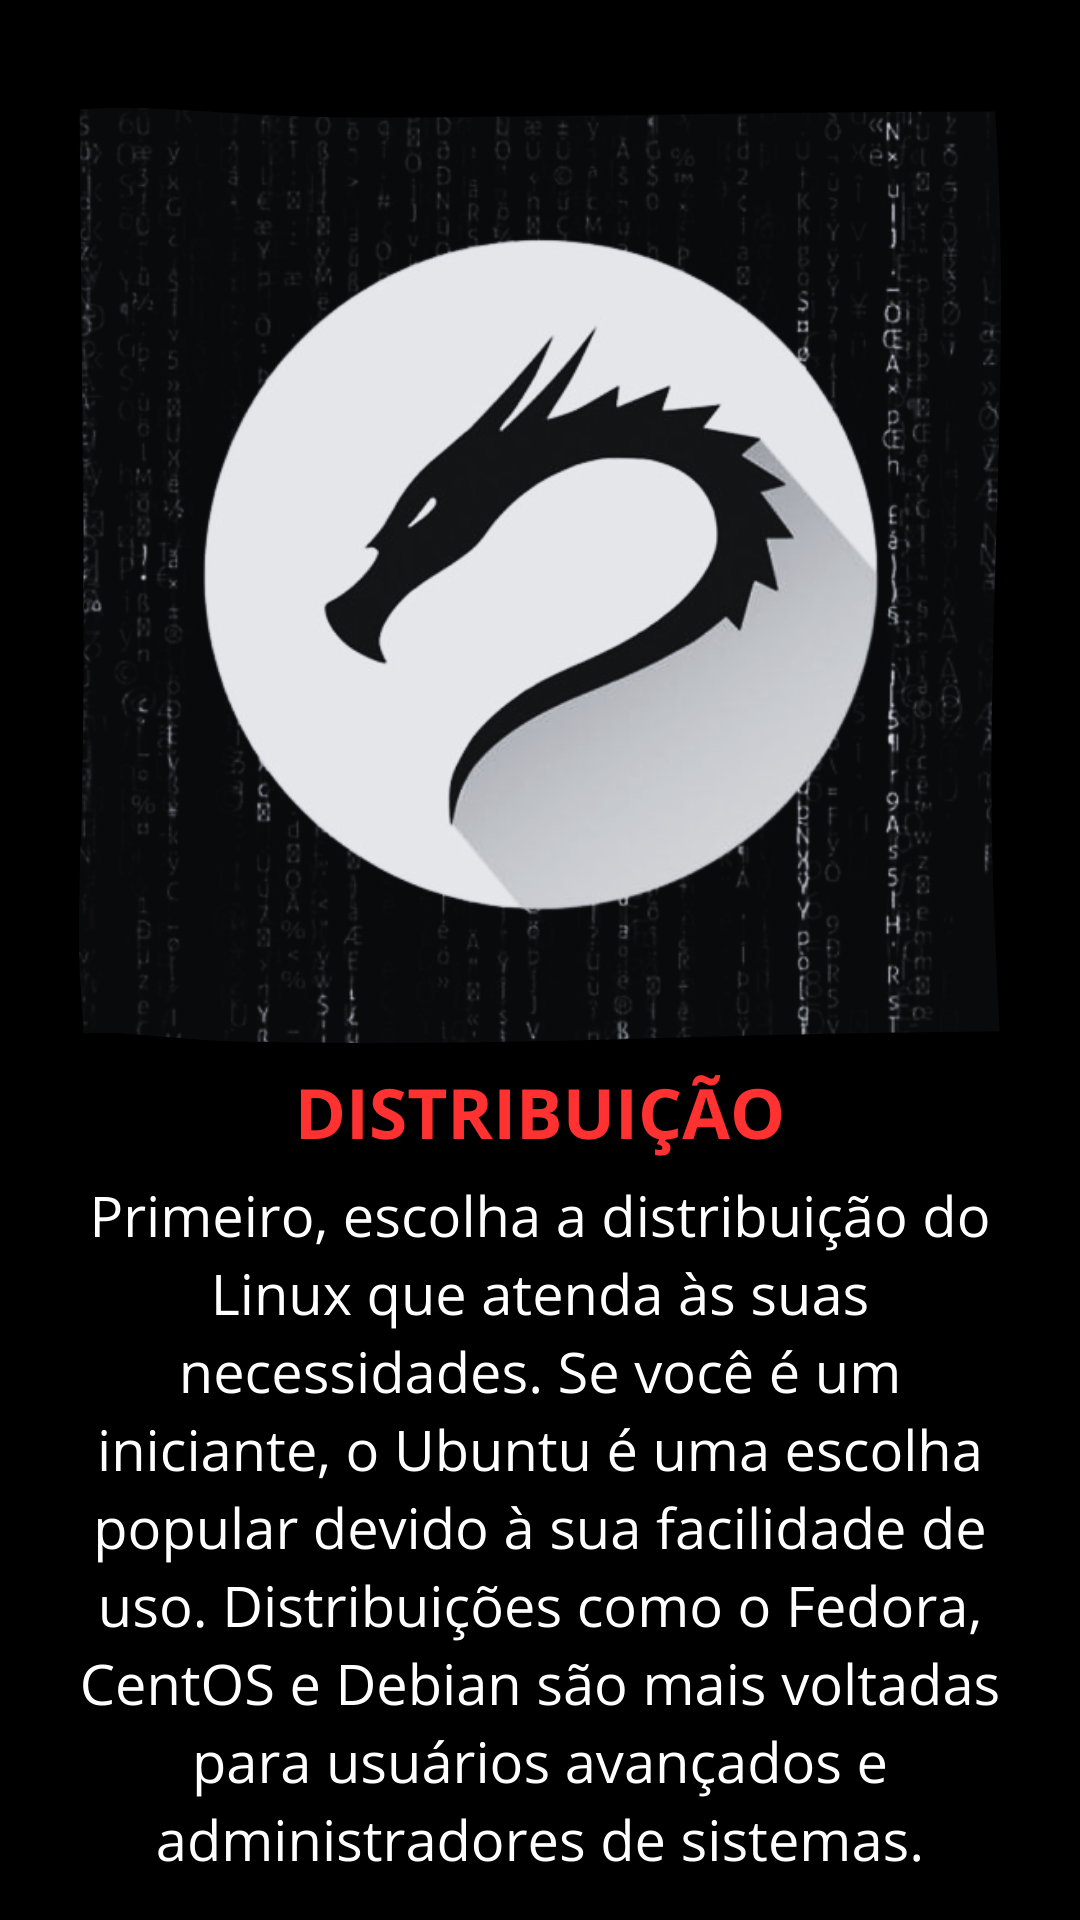 DISTRIBUIÇÃO
Primeiro, escolha a distribuição do
Linux que atenda às suas
necessidades. Se você é um
iniciante, o Ubuntu é uma escolha
popular devido à sua facilidade de
uso. Distribuições como o Fedora,
CentOS e Debian são mais voltadas
para usuários avançados e
administradores de sistemas.